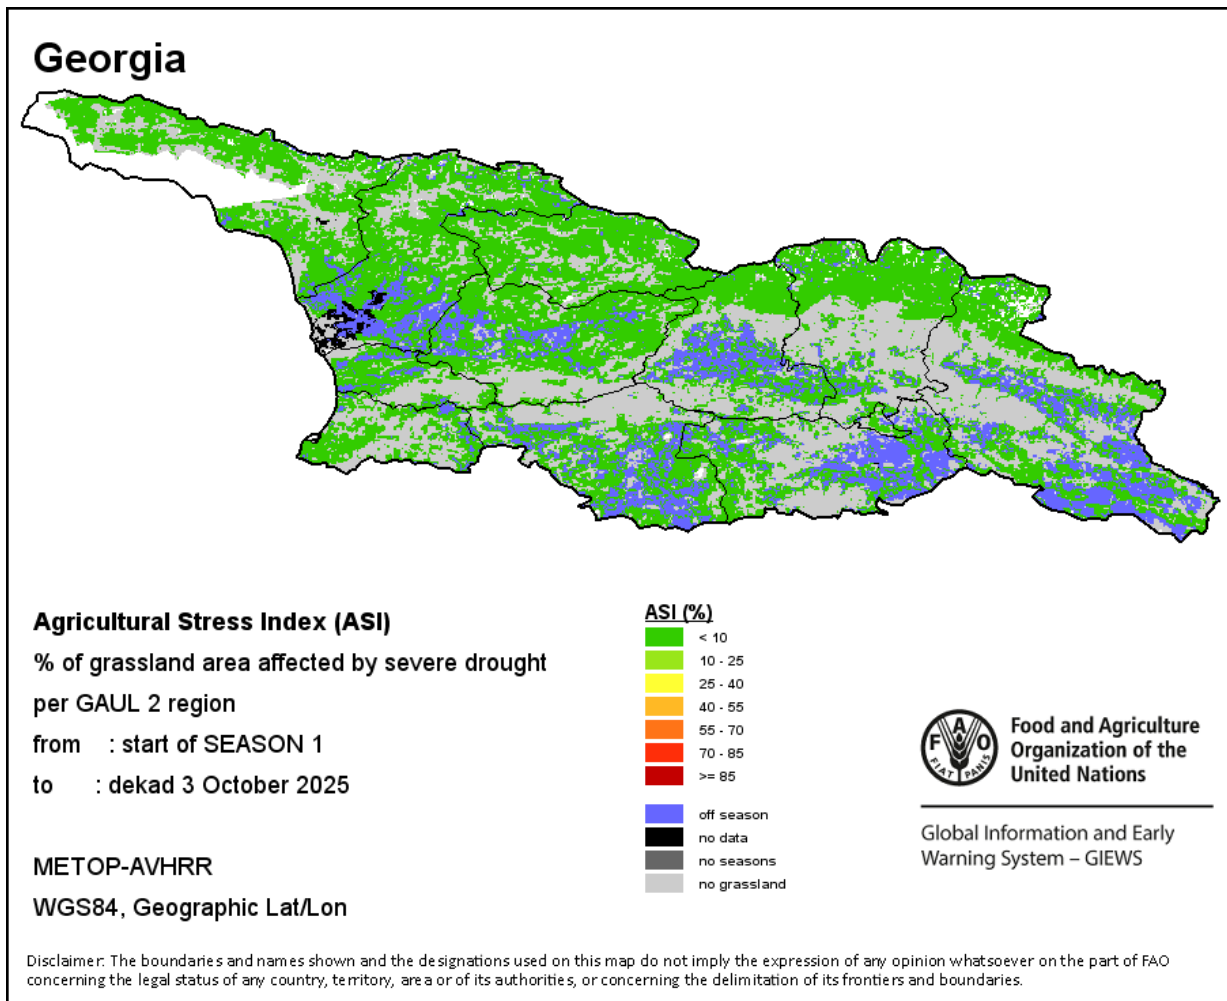 Georgia
Agricultural Stress Index (ASI)
% of grassland area affected by severe drought
per GAUL 2 region
from : start of SEASON 1
to : dekad 3 October 2025
METOP-AVHRR
WGS84, Geographic Lat/Lon
ASI (%)
< 10
10 - 25
25 - 40
40 - 55
55 - 70
70 - 85
>= 85
off season
no data
no seasons
no grassland
F A O
FIAT PANIS
Food and Agriculture
Organization of the
United Nations
Global Information and Early
Warning System – GIEWS
Disclaimer: The boundaries and names shown and the designations used on this map do not imply the expression of any opinion whatsoever on the part of FAO
concerning the legal status of any country, territory, area or of its authorities, or concerning the delimitation of its frontiers and boundaries.